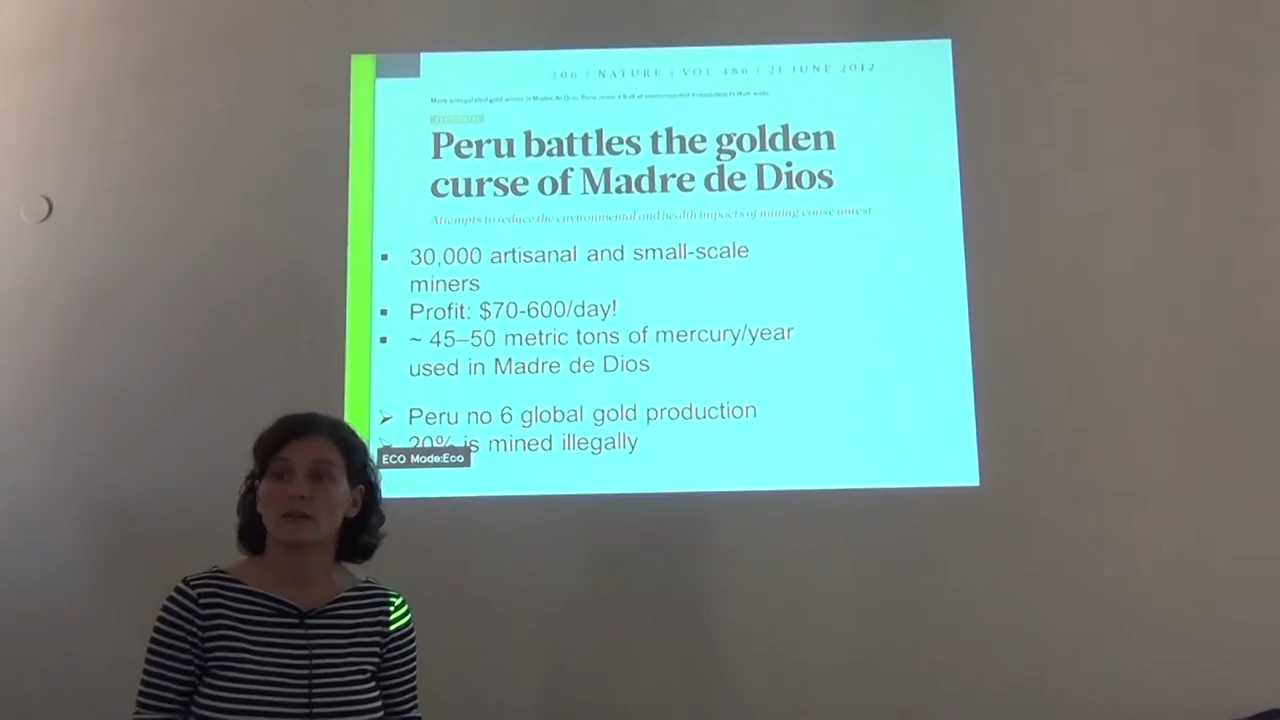 306 | NATURE | VOL 486 | 21 JUNE 2012
Peru battles the golden
curse of Madre de Dios
Attempts to reduce the environmental and health impacts of mining cause unrest
▪ 30,000 artisanal and small-scale
miners
▪ Profit: $70-600/day!
▪ ~ 45–50 metric tons of mercury/year
used in Madre de Dios
➢ Peru no 6 global gold production
➢ 20% is mined illegally
ECO Mode:Eco